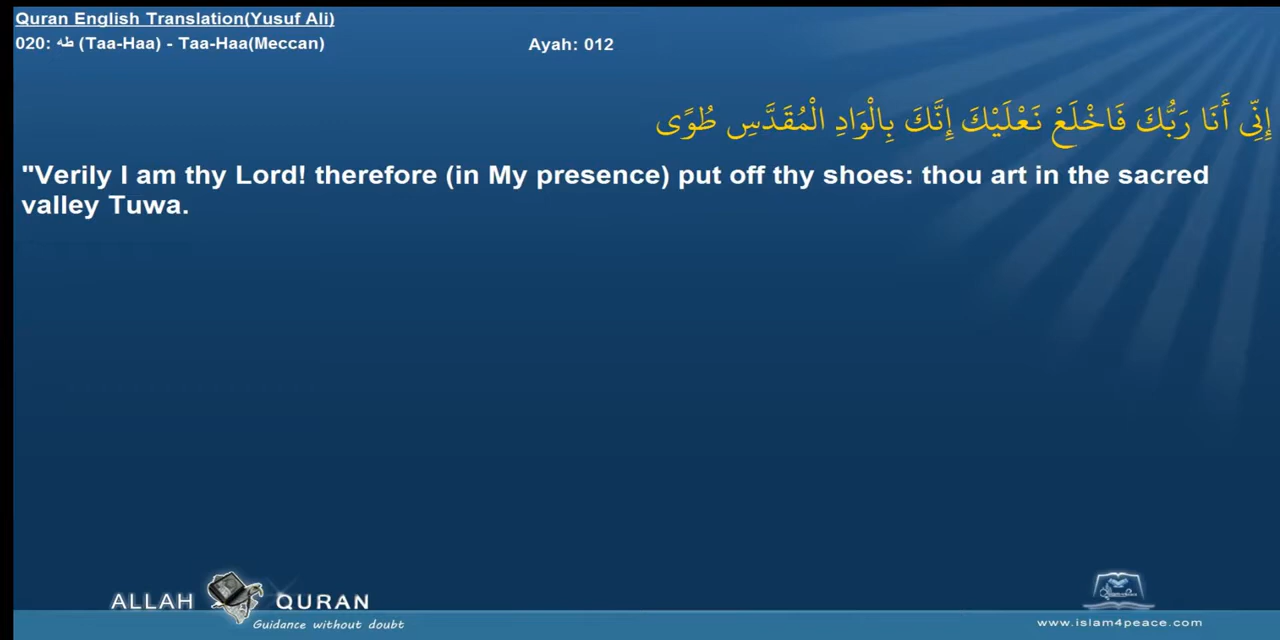 Quran English Translation(Yusuf Ali)
020: طه (Taa-Haa) - Taa-Haa(Meccan) Ayah: 012
إِنِّي أَنَا رَبُّكَ فَاخْلَعْ نَعْلَيْكَ إِنَّكَ بِالْوَادِ الْمُقَدَّسِ طُوًى
"Verily I am thy Lord! therefore (in My presence) put off thy shoes: thou art in the sacred
valley Tuwa.
ALLAH QURAN
Guidance without doubt
www.islam4peace.com